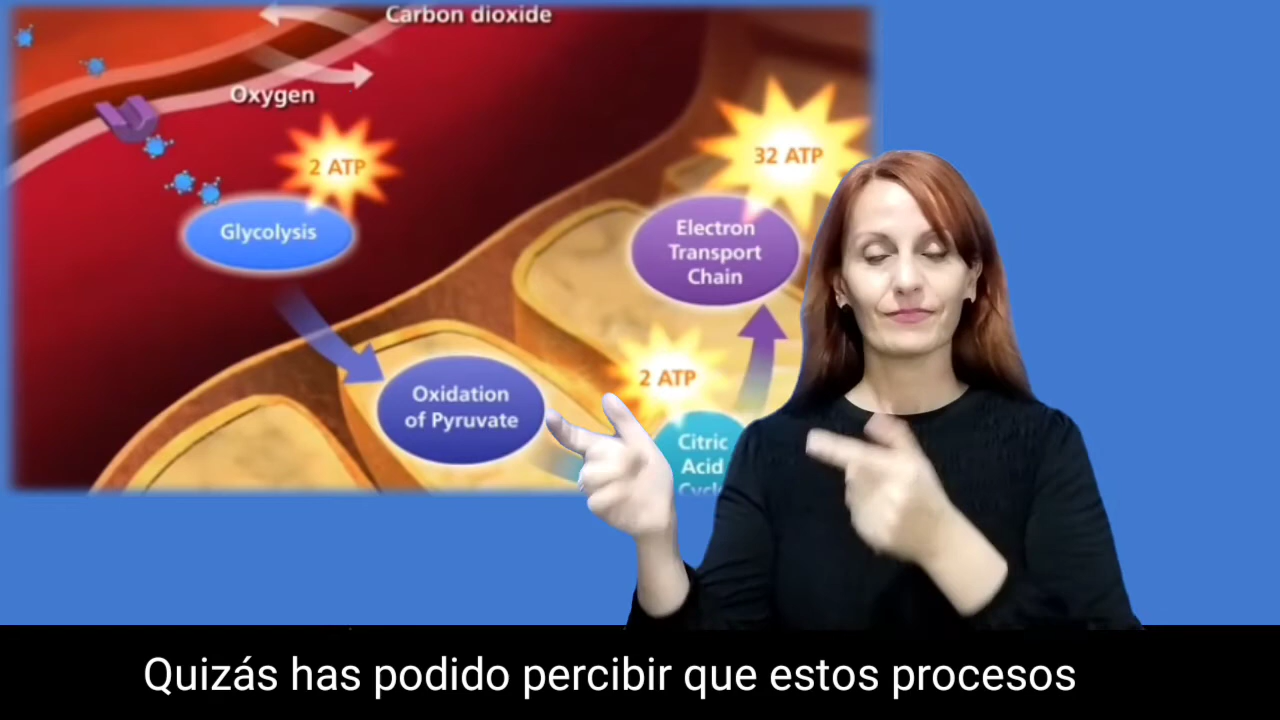 Carbon dioxide
Oxygen
2 ATP
32 ATP
Glycolysis
Electron
Transport
Chain
2 ATP
Oxidation
of Pyruvate
Citric
Acid
Cycle
Quizás has podido percibir que estos procesos